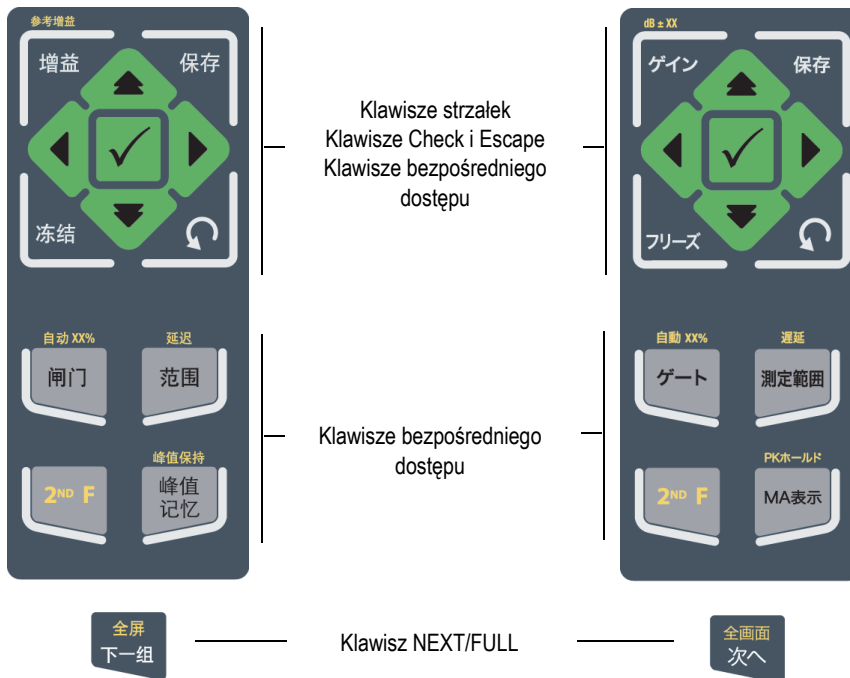 参考增益
增益
保存
冻结
自动 XX%
延迟
闸门
范围
峰值保持
2ND F
峰值
记忆
全屏
下一组
Klawisze strzałek
Klawisze Check i Escape
Klawisze bezpośredniego
dostępu
Klawisze bezpośredniego
dostępu
Klawisz NEXT/FULL
dB ± XX
ゲイン
保存
フリーズ
自動 XX%
遅延
ゲート
測定範囲
PKホールド
2ND F
MA表示
全画面
次へ